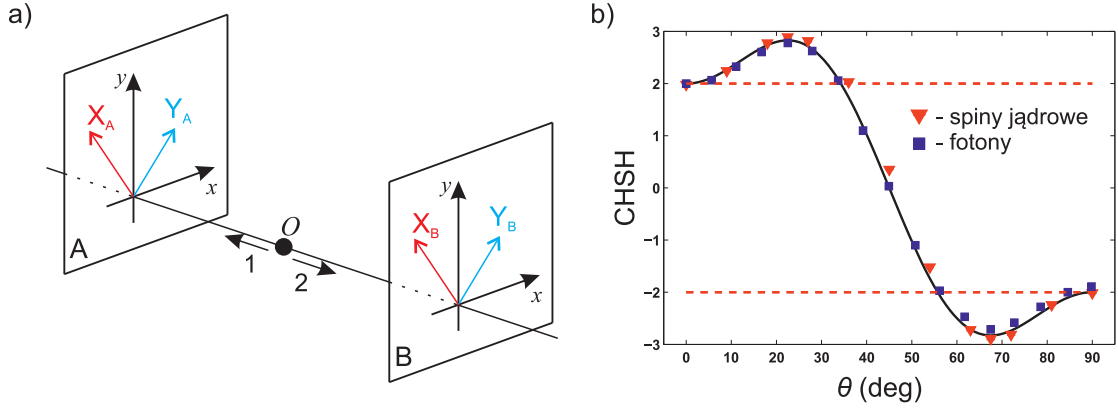 a)
y
X_A
Y_A
x
A
O
1
2
y
X_B
Y_B
x
B
b)
3
2
1
0
−1
−2
−3
CHSH
- spiny jądrowe
- fotony
0 10 20 30 40 50 60 70 80 90
θ (deg)